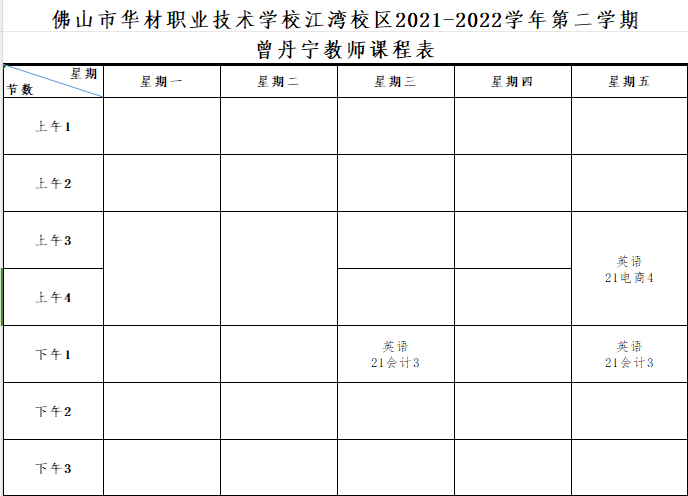 佛山市华材职业技术学校江湾校区2021-2022学年第二学期
曾丹宁教师课程表
星期
节数
星期一
星期二
星期三
星期四
星期五
上午1
上午2
上午3
英语
21电商4
上午4
下午1
英语
21会计3
英语
21会计3
下午2
下午3